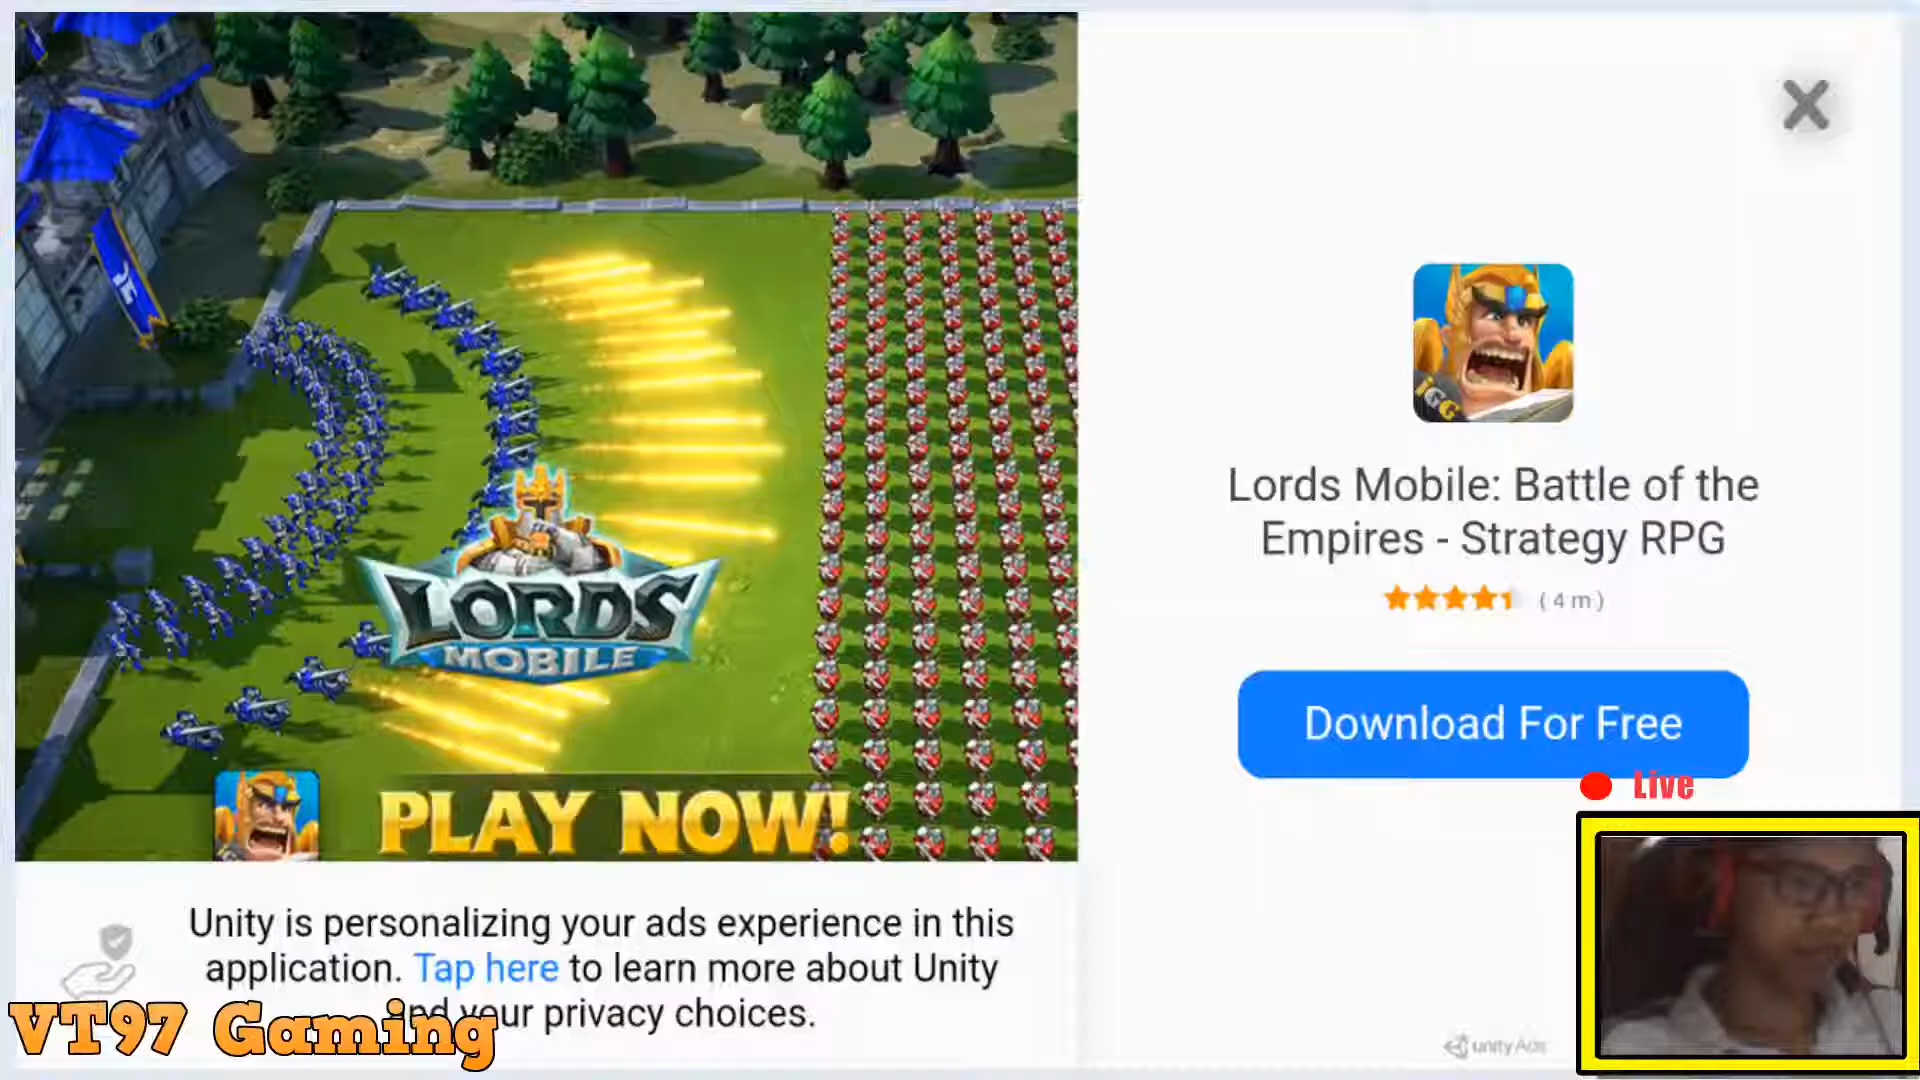 LORDS
MOBILE
PLAY NOW!
Unity is personalizing your ads experience in this
application. Tap here to learn more about Unity
and your privacy choices.
VT97 Gaming
IGG
Lords Mobile: Battle of the
Empires - Strategy RPG
(4 m)
Download For Free
Live
unity Ads